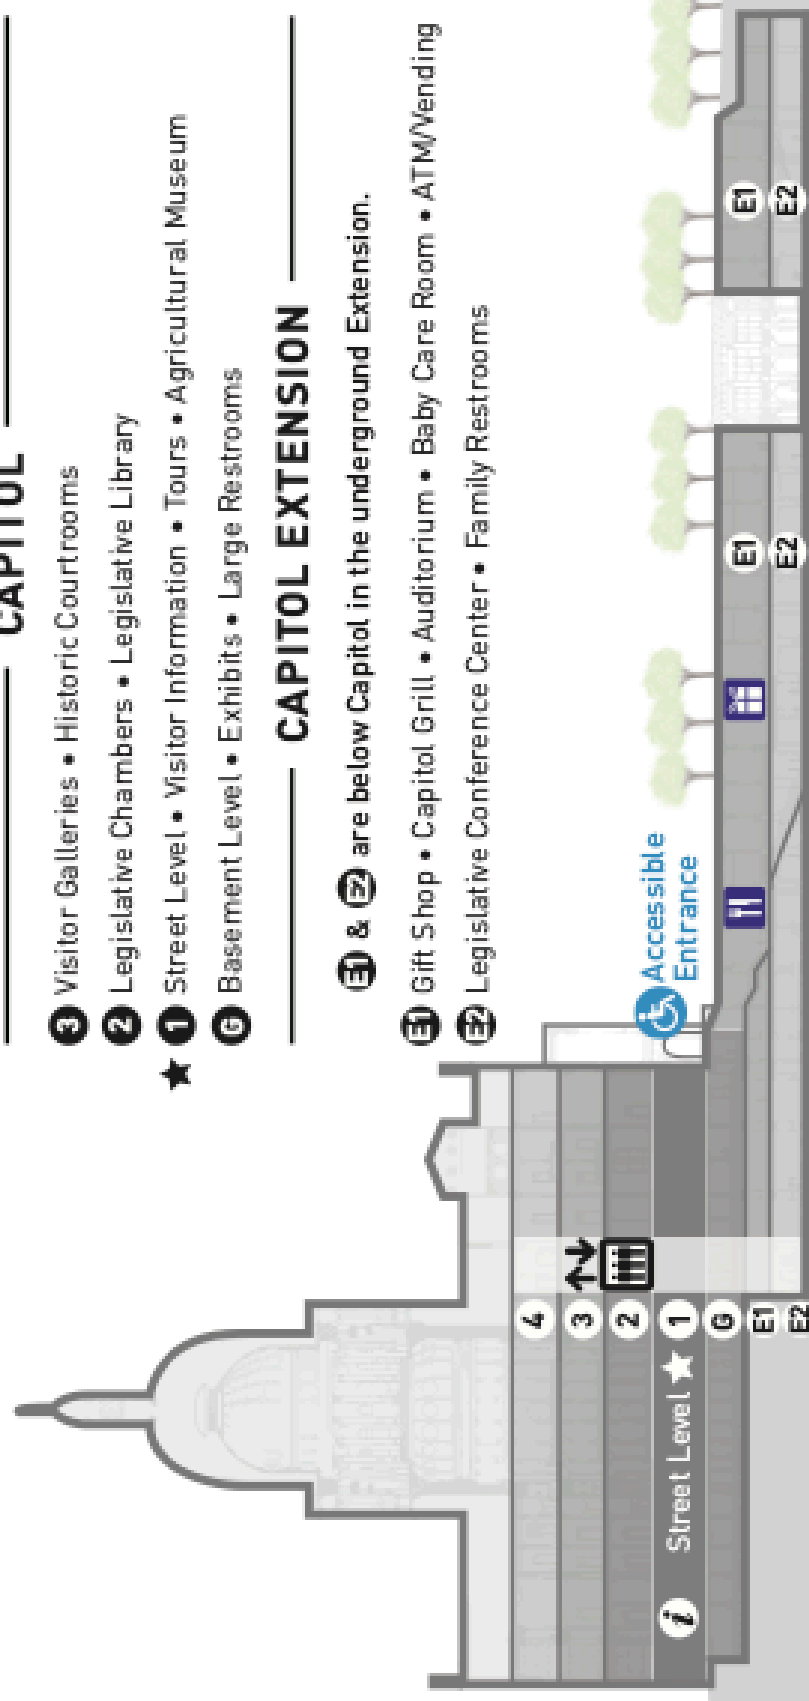 CAPITOL
3 Visitor Galleries • Historic Courtrooms
2 Legislative Chambers • Legislative Library
★ 1 Street Level • Visitor Information • Tours • Agricultural Museum
G Basement Level • Exhibits • Large Restrooms
CAPITOL EXTENSION
E1 & E2 are below Capitol in the underground Extension.
E1 Gift Shop • Capitol Grill • Auditorium • Baby Care Room • ATM/Vending
E2 Legislative Conference Center • Family Restrooms
4
3
2
i Street Level ★ 1
G
E1
E2
Accessible
Entrance
E1
E2
E1
E2